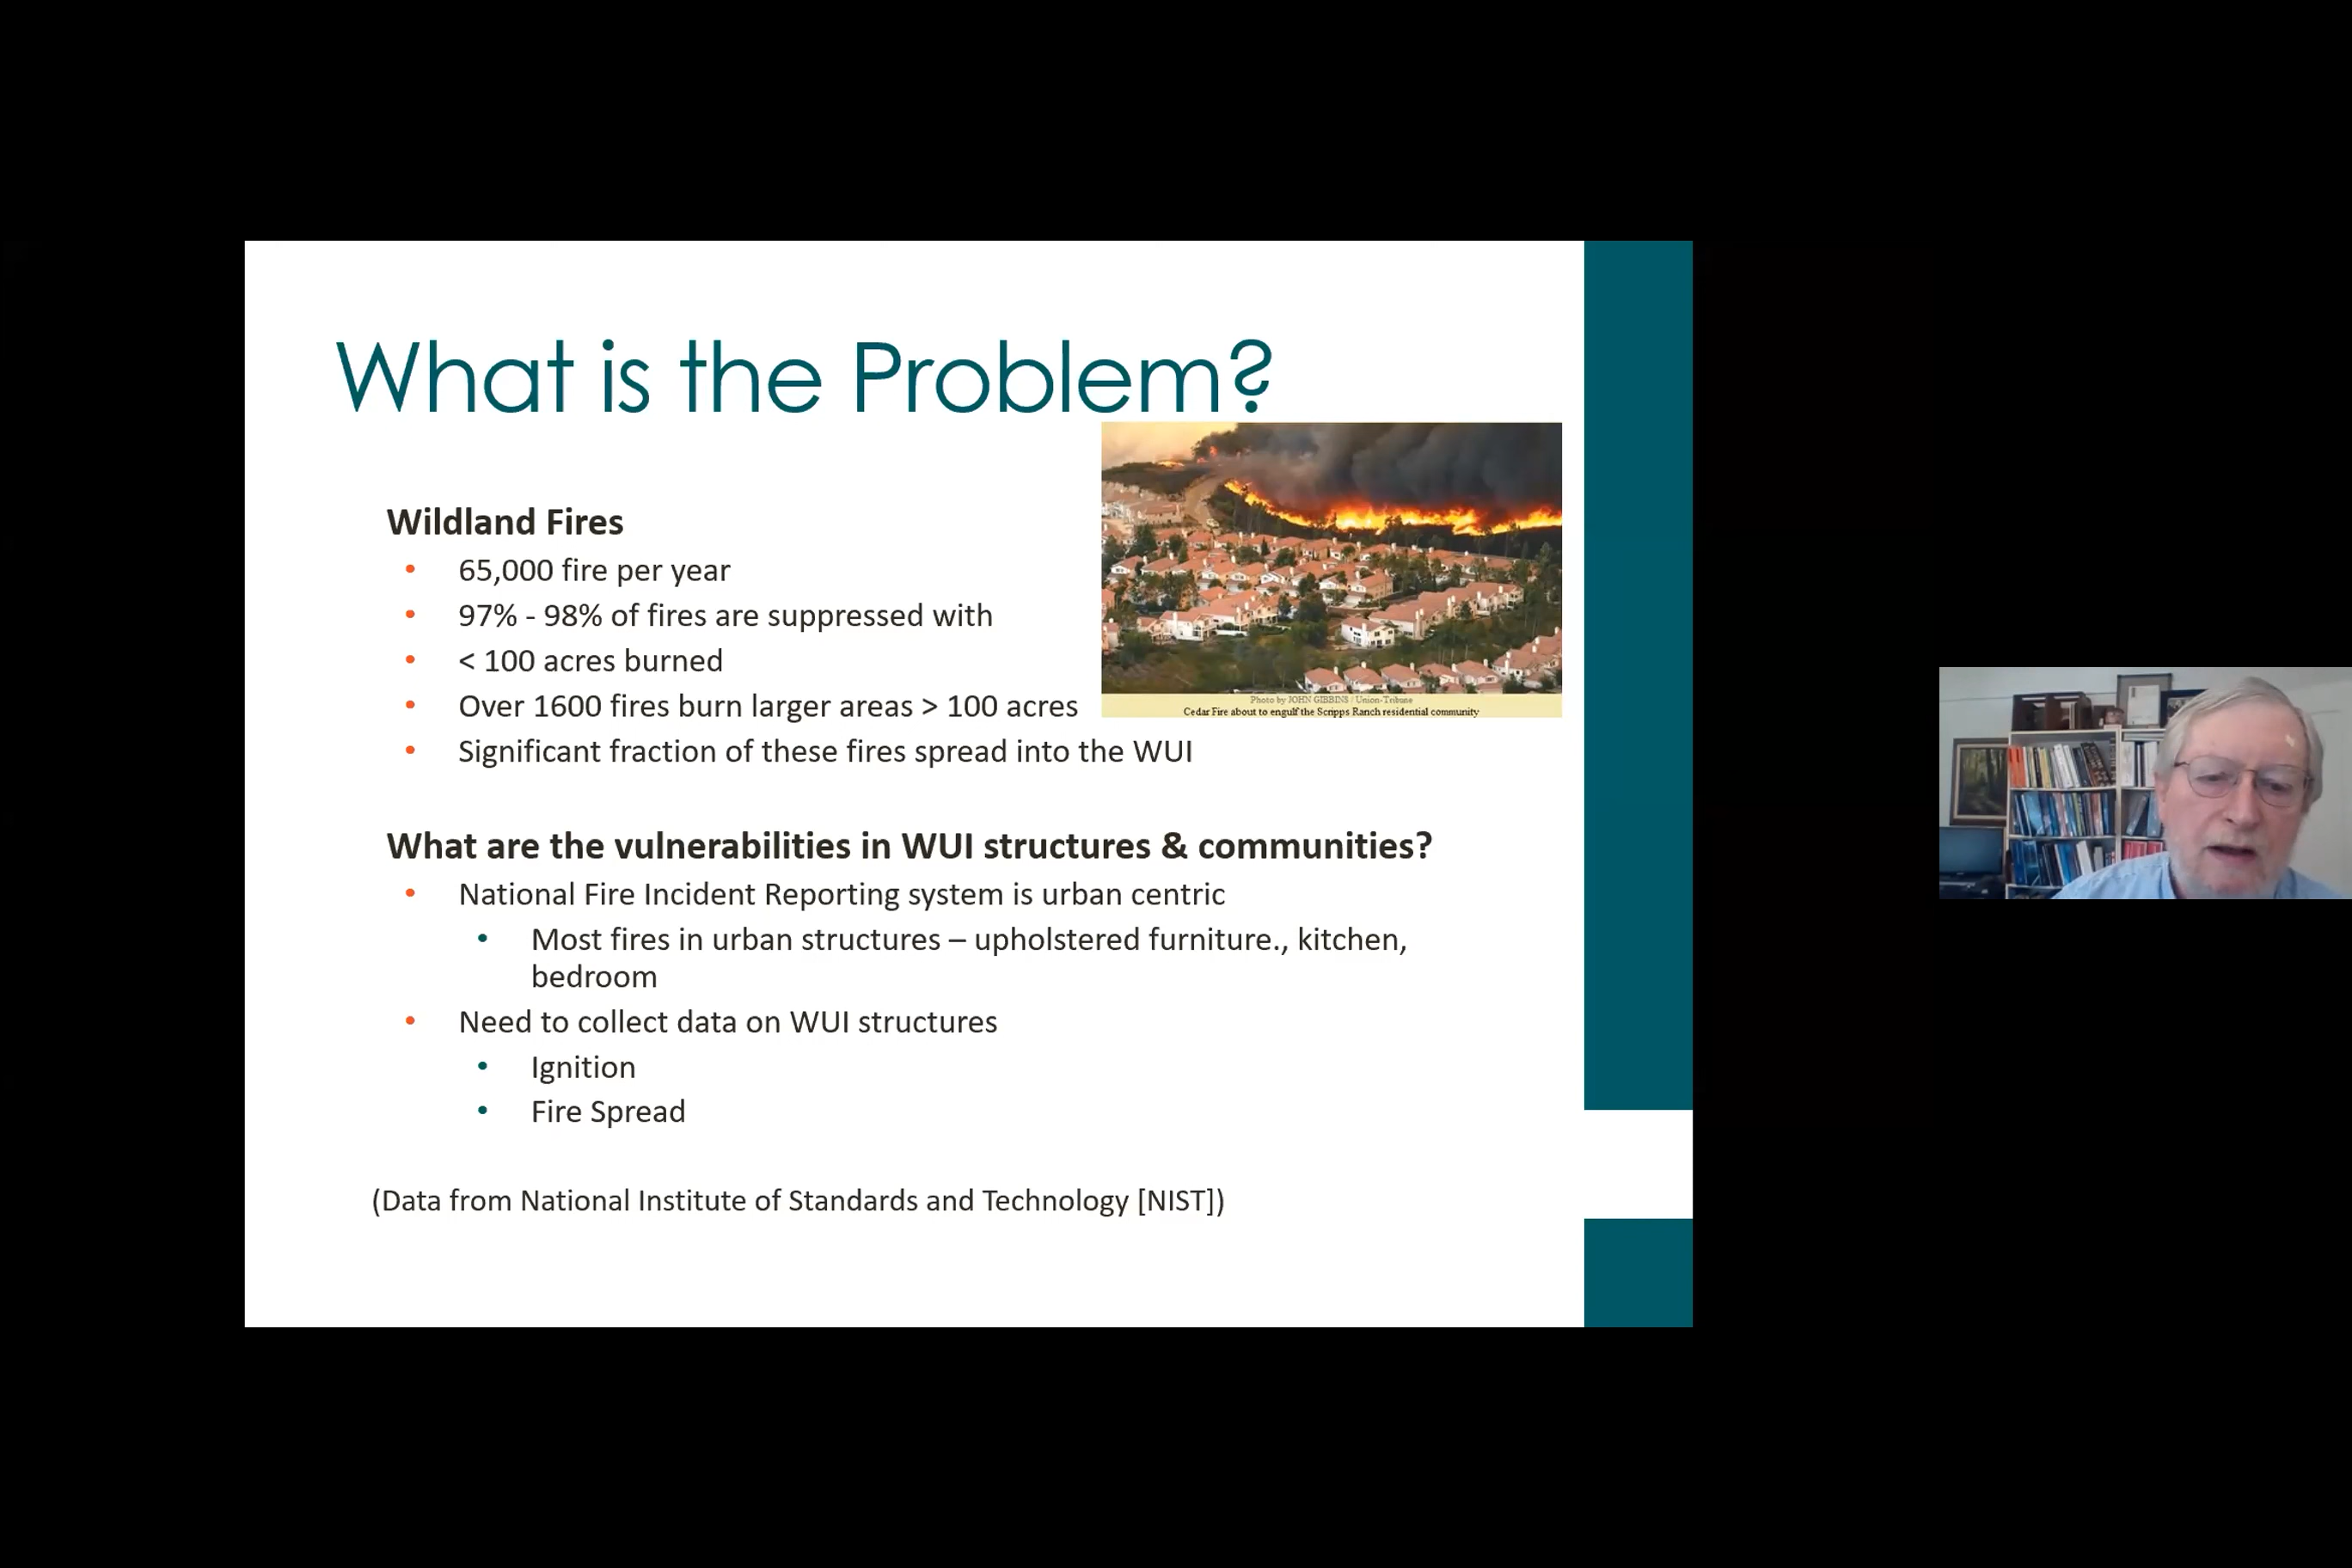 What is the Problem?
Wildland Fires
• 65,000 fire per year
• 97% - 98% of fires are suppressed with
• < 100 acres burned
• Over 1600 fires burn larger areas > 100 acres
• Significant fraction of these fires spread into the WUI
Photo by JOHN GIBBINS / Union-Tribune
Cedar Fire about to engulf the Scripps Ranch residential community
What are the vulnerabilities in WUI structures & communities?
• National Fire Incident Reporting system is urban centric
• Most fires in urban structures – upholstered furniture., kitchen,
bedroom
• Need to collect data on WUI structures
• Ignition
• Fire Spread
(Data from National Institute of Standards and Technology [NIST])